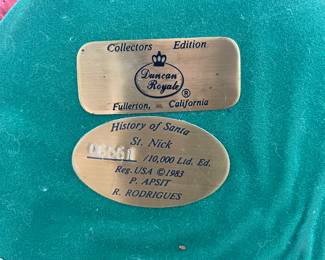 Collectors Edition
Duncan
Royale ®
Fullerton, California
History of Santa
St. Nick
/10,000 Ltd. Ed.
Res. USA © 1983
P. APSIT
R. RODRIGUES